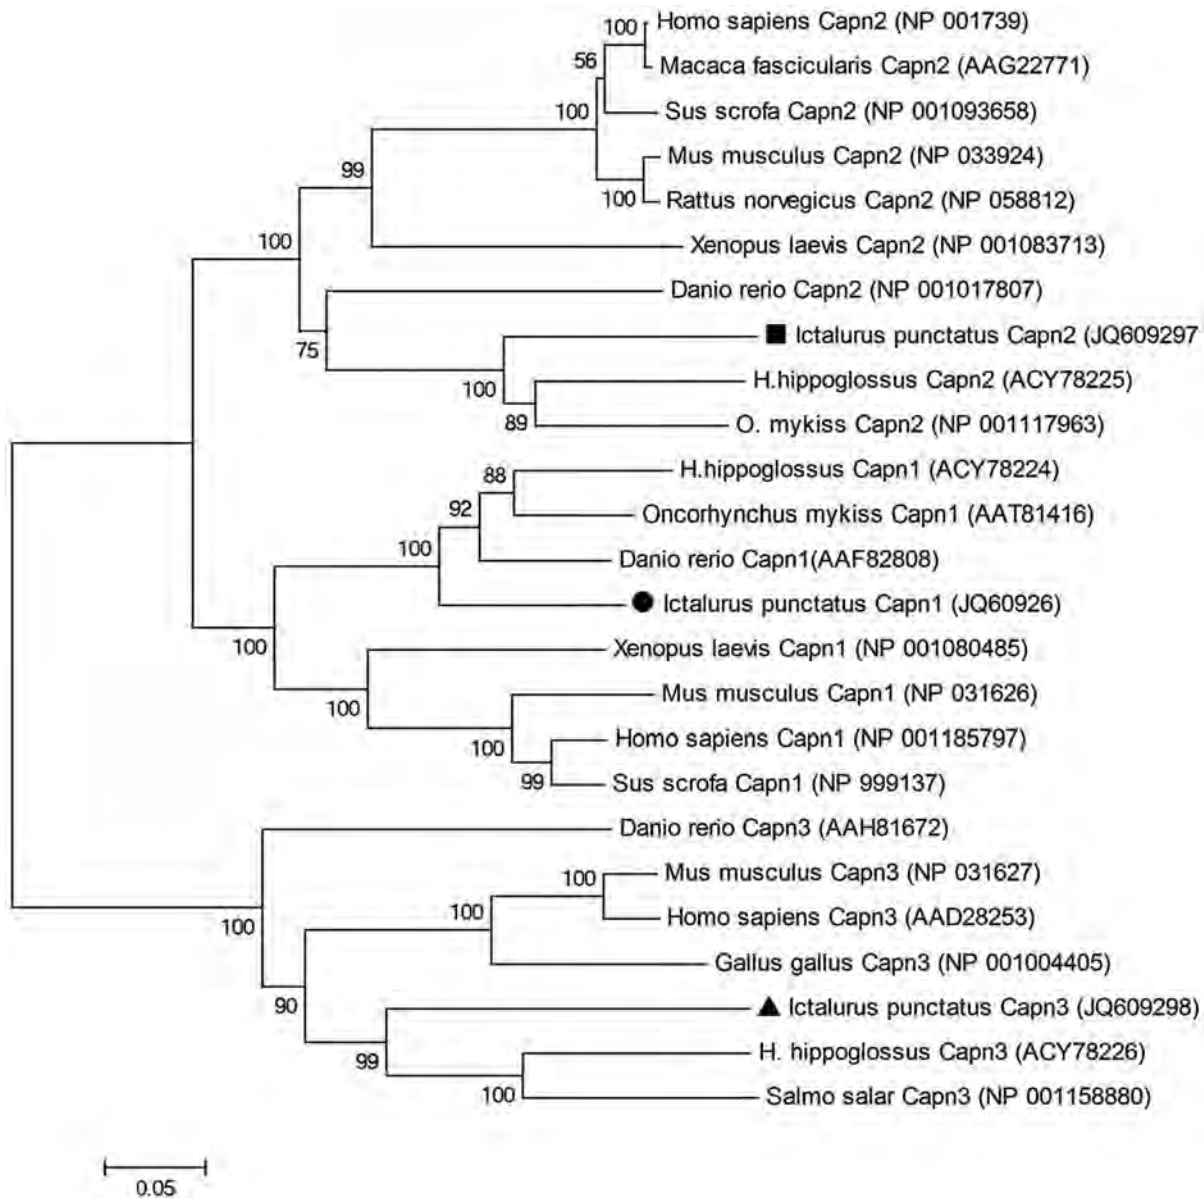 Homo sapiens Capn2 (NP 001739)
100
Macaca fascicularis Capn2 (AAG22771)
56
Sus scrofa Capn2 (NP 001093658)
100
Mus musculus Capn2 (NP 033924)
99
100
Rattus norvegicus Capn2 (NP 058812)
100
Xenopus laevis Capn2 (NP 001083713)
Danio rerio Capn2 (NP 001017807)
75
Ictalurus punctatus Capn2 (JQ609297
100
H.hippoglossus Capn2 (ACY78225)
89
O. mykiss Capn2 (NP 001117963)
88
H.hippoglossus Capn1 (ACY78224)
92
Oncorhynchus mykiss Capn1 (AAT81416)
100
Danio rerio Capn1(AAF82808)
Ictalurus punctatus Capn1 (JQ60926)
100
Xenopus laevis Capn1 (NP 001080485)
100
Mus musculus Capn1 (NP 031626)
100
Homo sapiens Capn1 (NP 001185797)
99
Sus scrofa Capn1 (NP 999137)
Danio rerio Capn3 (AAH81672)
100
Mus musculus Capn3 (NP 031627)
100
100
Homo sapiens Capn3 (AAD28253)
Gallus gallus Capn3 (NP 001004405)
90
Ictalurus punctatus Capn3 (JQ609298)
99
H. hippoglossus Capn3 (ACY78226)
100
Salmo salar Capn3 (NP 001158880)
0.05